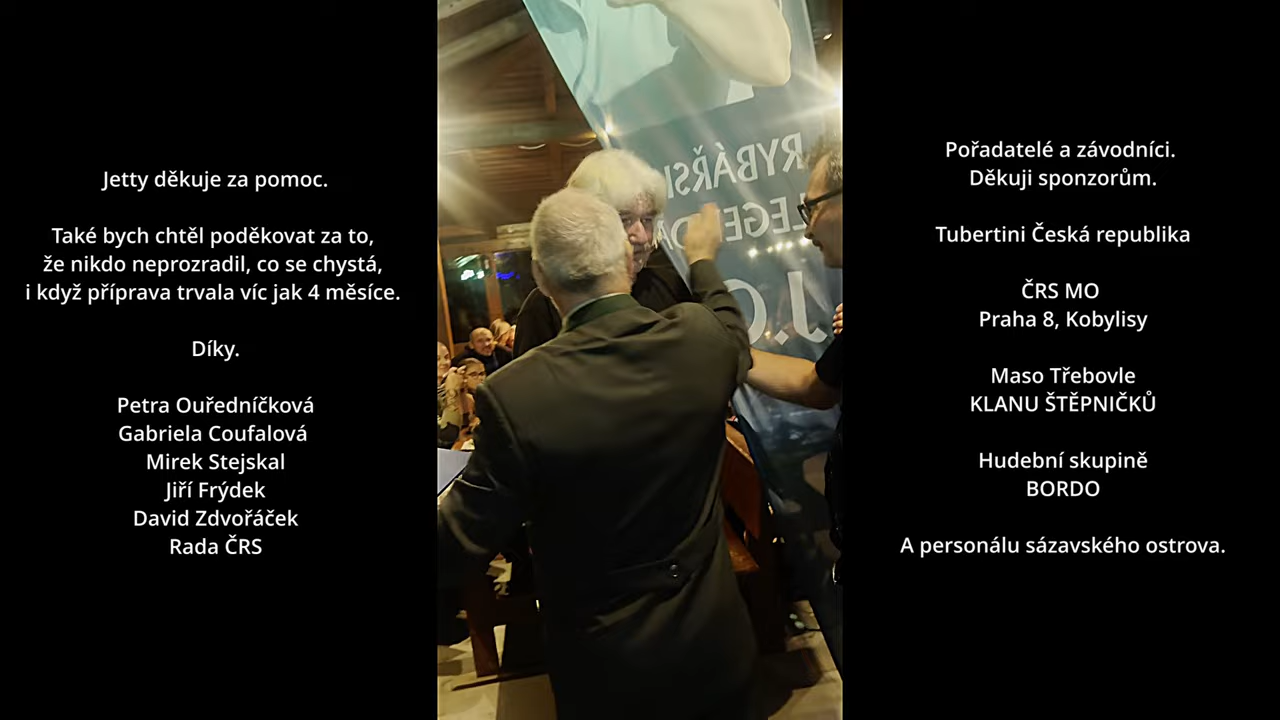 Jetty děkuje za pomoc.
Také bych chtěl poděkovat za to,
že nikdo neprozradil, co se chystá,
i když příprava trvala víc jak 4 měsíce.
Díky.
Petra Ouředníčková
Gabriela Coufalová
Mirek Stejskal
Jiří Frýdek
David Zdvořáček
Rada ČRS
RYBÁŘSK
LEGENDA
J.
Pořadatelé a závodníci.
Děkuji sponzorům.
Tubertini Česká republika
ČRS MO
Praha 8, Kobylisy
Maso Třebovle
KLANU ŠTĚPNIČKŮ
Hudební skupině
BORDO
A personálu sázavského ostrova.